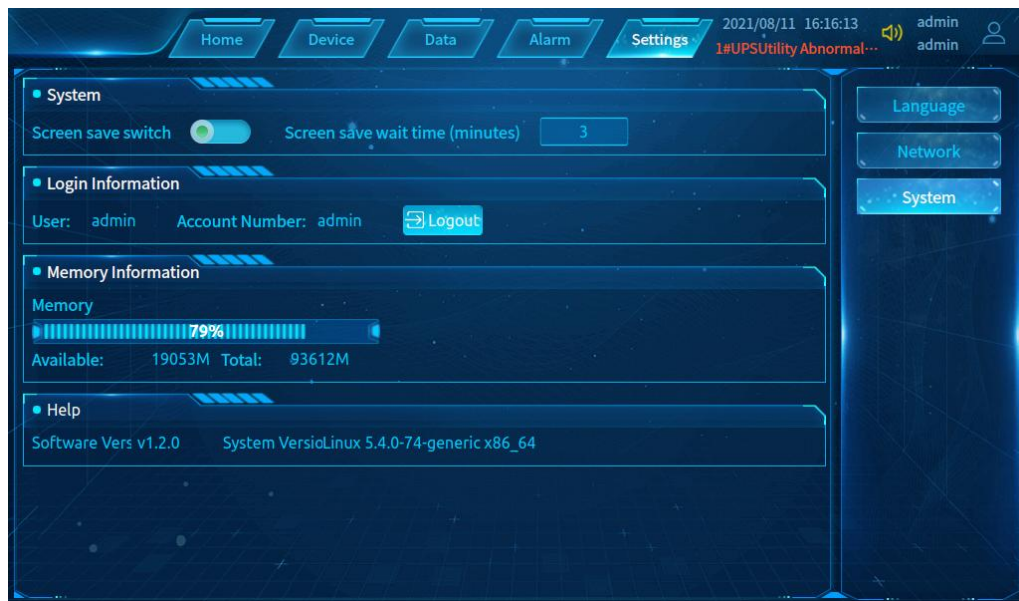 Home Device Data Alarm Settings 2021/08/11 16:16:13 admin
1#UPSUtility Abnormal··· admin
System
Screen save switch Screen save wait time (minutes) 3
Login Information
User: admin Account Number: admin Logout
Memory Information
Memory
79%
Available: 19053M Total: 93612M
Help
Software Vers v1.2.0 System VersioLinux 5.4.0-74-generic x86_64
Language
Network
System